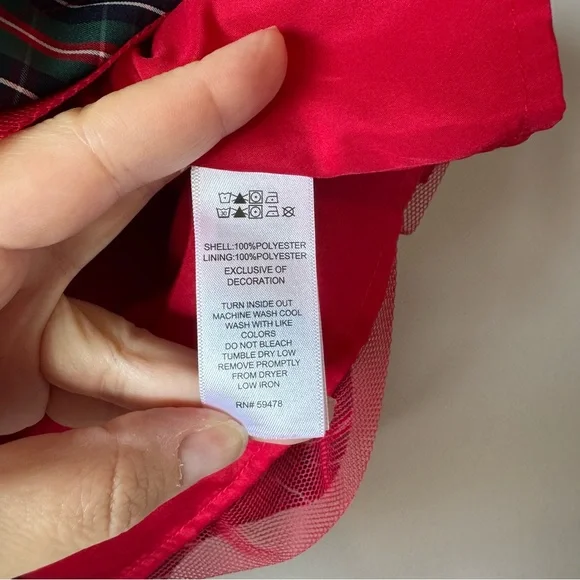 SHELL:100%POLYESTER
LINING:100%POLYESTER
EXCLUSIVE OF
DECORATION
TURN INSIDE OUT
MACHINE WASH COOL
WASH WITH LIKE
COLORS
DO NOT BLEACH
TUMBLE DRY LOW
REMOVE PROMPTLY
FROM DRYER
LOW IRON
RN# 59478